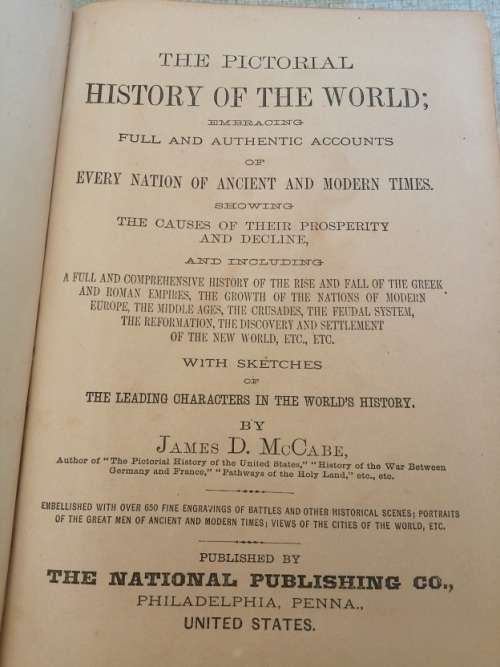 THE PICTORIAL
HISTORY OF THE WORLD;
EMBRACING
FULL AND AUTHENTIC ACCOUNTS
OF
EVERY NATION OF ANCIENT AND MODERN TIMES.
SHOWING
THE CAUSES OF THEIR PROSPERITY
AND DECLINE,
AND INCLUDING
A FULL AND COMPREHENSIVE HISTORY OF THE RISE AND FALL OF THE GREEK
AND ROMAN EMPIRES, THE GROWTH OF THE NATIONS OF MODERN
EUROPE, THE MIDDLE AGES, THE CRUSADES, THE FEUDAL SYSTEM,
THE REFORMATION, THE DISCOVERY AND SETTLEMENT
OF THE NEW WORLD, ETC., ETC.
WITH SKETCHES
OF
THE LEADING CHARACTERS IN THE WORLD'S HISTORY.
BY
JAMES D. MCCABE,
Author of "The Pictorial History of the United States," "History of the War Between
Germany and France," "Pathways of the Holy Land," etc., etc.
EMBELLISHED WITH OVER 650 FINE ENGRAVINGS OF BATTLES AND OTHER HISTORICAL SCENES; PORTRAITS
OF THE GREAT MEN OF ANCIENT AND MODERN TIMES; VIEWS OF THE CITIES OF THE WORLD, ETC.
PUBLISHED BY
THE NATIONAL PUBLISHING CO.,
PHILADELPHIA, PENNA.,
UNITED STATES.